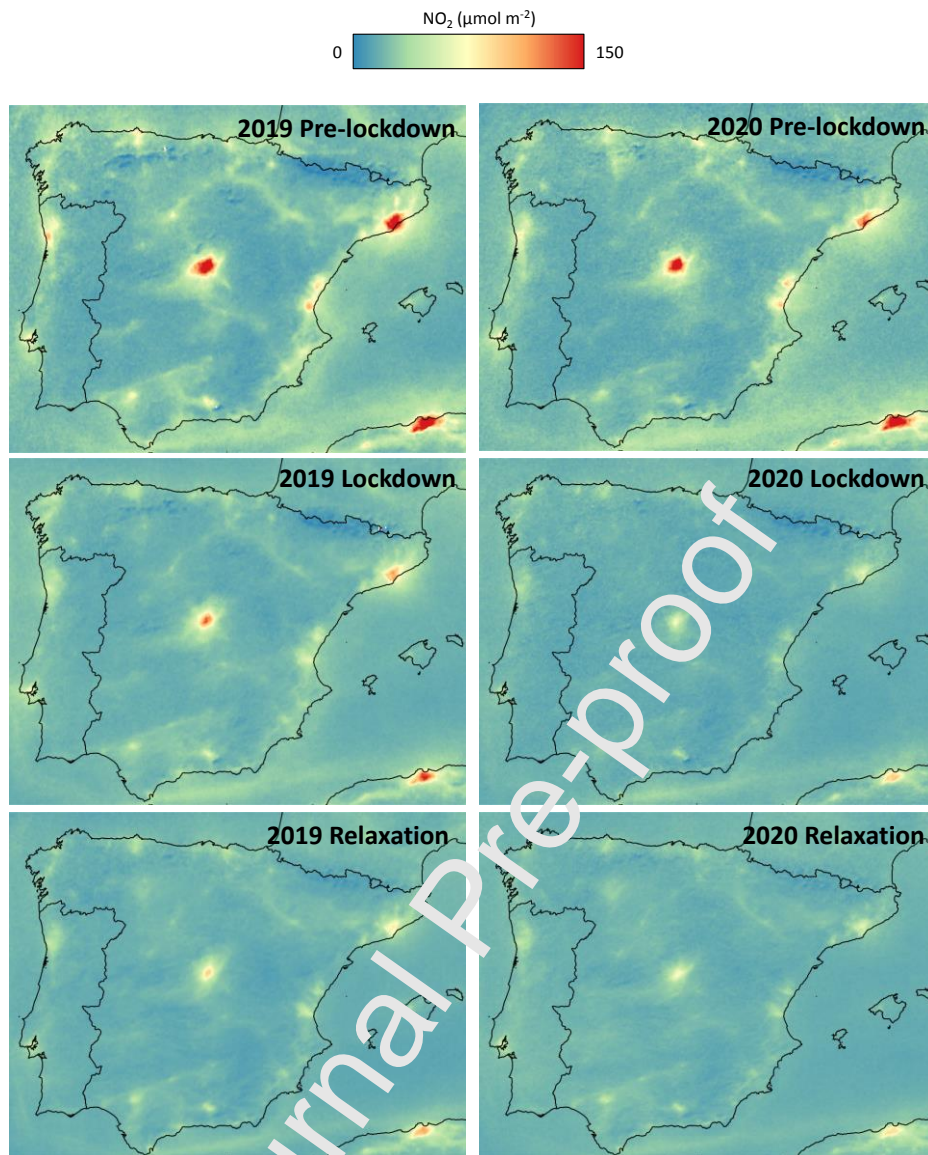 NO₂ (µmol m⁻²)
0 150
2019 Pre-lockdown 2020 Pre-lockdown
2019 Lockdown 2020 Lockdown
2019 Relaxation 2020 Relaxation
urnal Pre-proof